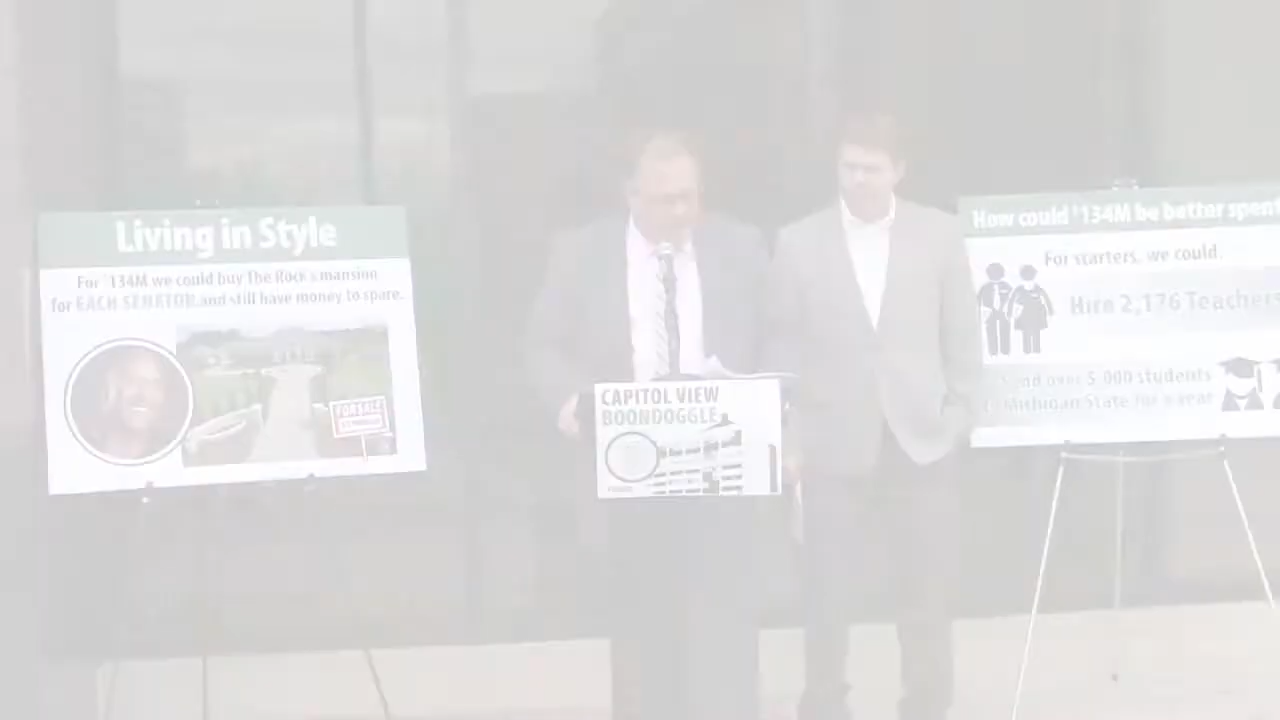 Living in Style
For $134M we could buy The Rock's mansion
for EACH SENATOR and still have money to spare.
FOR SALE
CAPITOL VIEW
BOONDOGGLE
How could $134M be better spent
For starters, we could.
Hire 2,176 Teachers
Send over 5,000 students
to Michigan State for a year